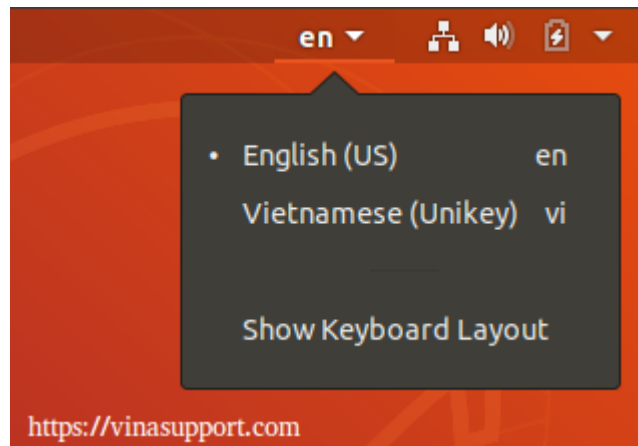 en
English (US) en
Vietnamese (Unikey) vi
Show Keyboard Layout
https://vinasupport.com